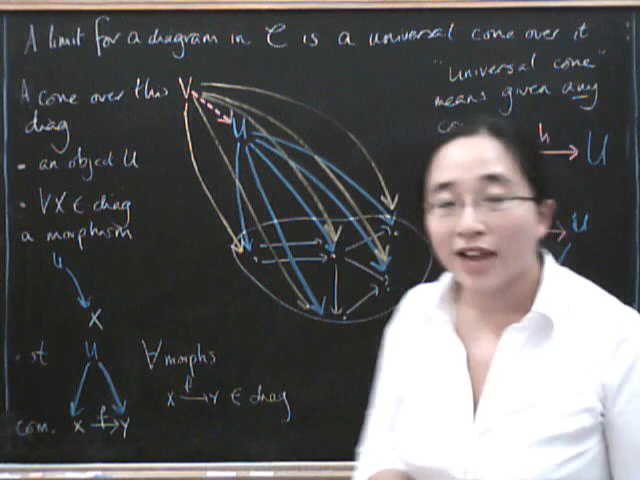 A limit for a diagram in C is a universal cone over it
A cone over this
diag
- an object U
• ∀X ∈ diag
a morphism
U
X
• st
U
X f Y
com.
∀ morphs
X f Y ∈ diag
V
U
"universal cone"
means given any
h U
U